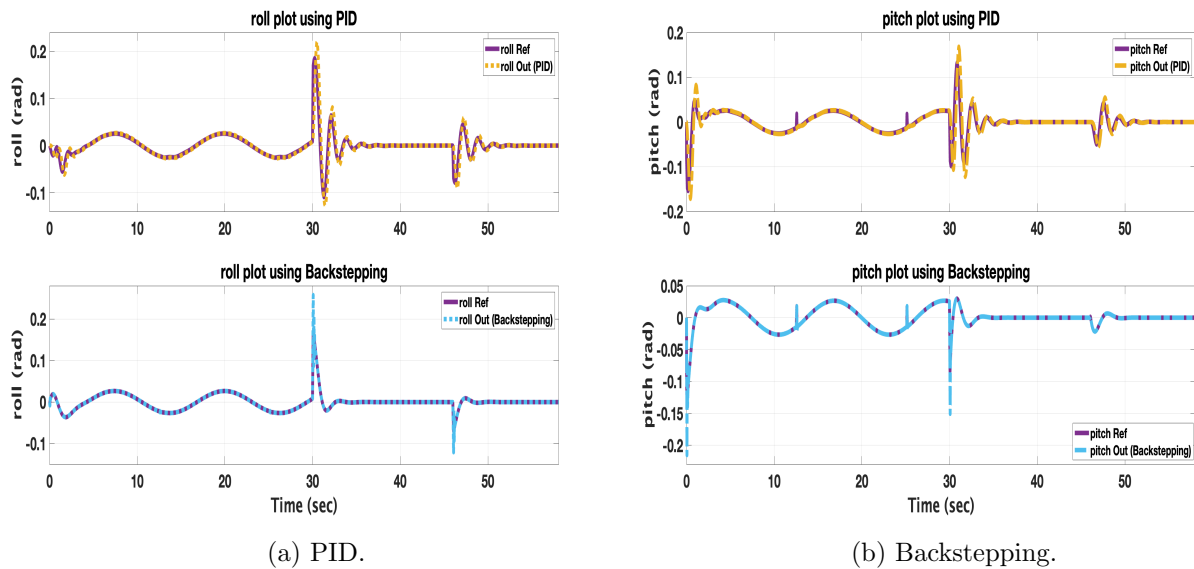 roll plot using PID
roll (rad)
0.2
0.1
0
-0.1
roll Ref
roll Out (PID)
0 10 20 30 40 50
roll plot using Backstepping
roll (rad)
0.2
0.1
0
-0.1
roll Ref
roll Out (Backstepping)
0 10 20 30 40 50
Time (sec)
(a) PID.
pitch plot using PID
pitch (rad)
0.2
0.1
0
-0.1
-0.2
pitch Ref
pitch Out (PID)
0 10 20 30 40 50
pitch plot using Backstepping
pitch (rad)
0.05
0
-0.05
-0.1
-0.15
-0.2
pitch Ref
pitch Out (Backstepping)
0 10 20 30 40 50
Time (sec)
(b) Backstepping.